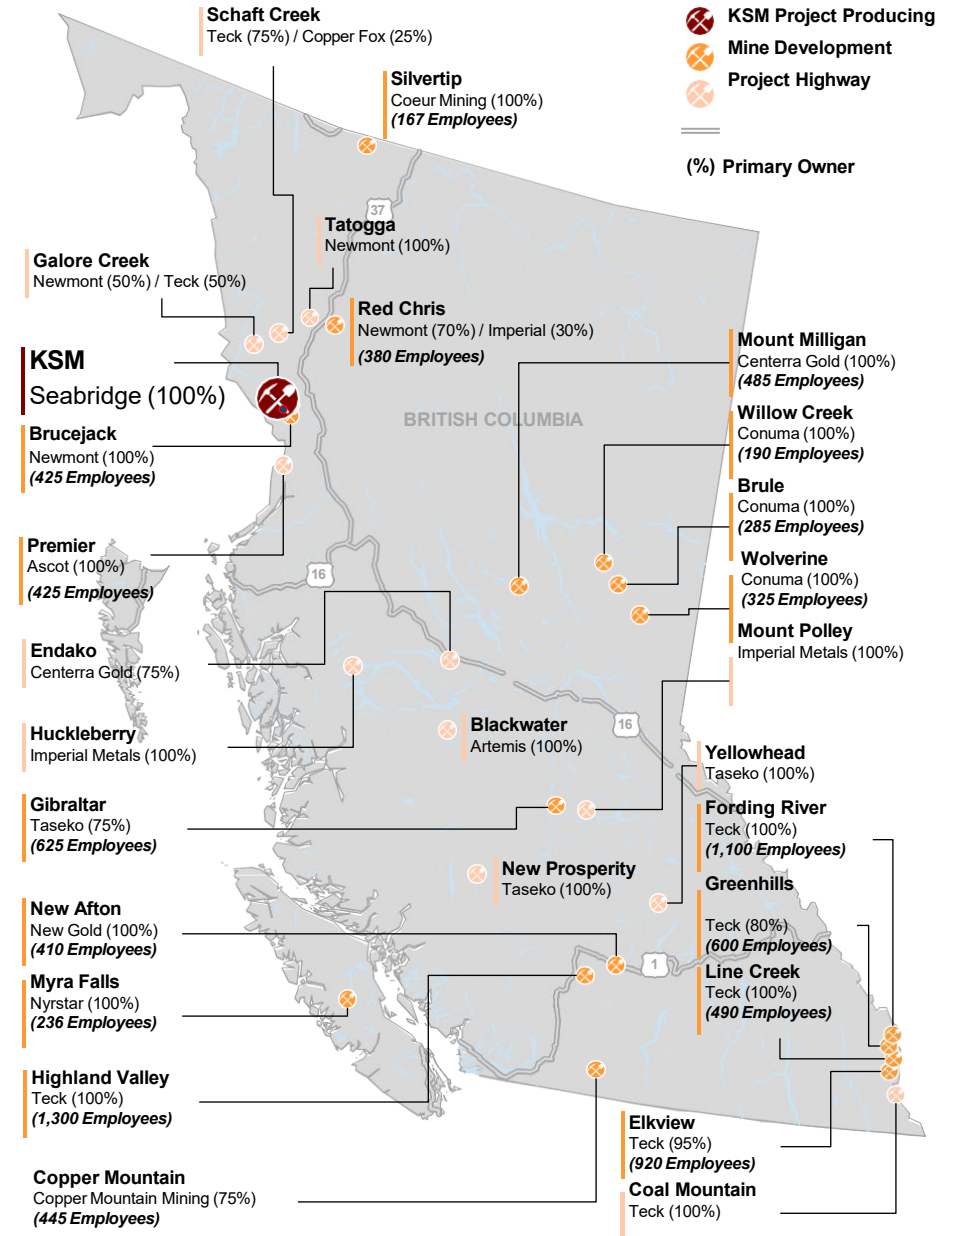 Schaft Creek
Teck (75%) / Copper Fox (25%)
KSM Project Producing
Mine Development
Project Highway
(%) Primary Owner
Silvertip
Coeur Mining (100%)
(167 Employees)
37
Tatogga
Newmont (100%)
Galore Creek
Newmont (50%) / Teck (50%)
Red Chris
Newmont (70%) / Imperial (30%)
(380 Employees)
KSM
Seabridge (100%)
BRITISH COLUMBIA
Mount Milligan
Centerra Gold (100%)
(485 Employees)
Willow Creek
Conuma (100%)
(190 Employees)
Brucejack
Newmont (100%)
(425 Employees)
Brule
Conuma (100%)
(285 Employees)
Premier
Ascot (100%)
(425 Employees)
16
Wolverine
Conuma (100%)
(325 Employees)
Mount Polley
Imperial Metals (100%)
Endako
Centerra Gold (75%)
Huckleberry
Imperial Metals (100%)
Blackwater
Artemis (100%)
16
Yellowhead
Taseko (100%)
Gibraltar
Taseko (75%)
(625 Employees)
Fording River
Teck (100%)
(1,100 Employees)
New Prosperity
Taseko (100%)
Greenhills
Teck (80%)
(600 Employees)
New Afton
New Gold (100%)
(410 Employees)
1
Line Creek
Teck (100%)
(490 Employees)
Myra Falls
Nyrstar (100%)
(236 Employees)
Highland Valley
Teck (100%)
(1,300 Employees)
Elkview
Teck (95%)
(920 Employees)
Copper Mountain
Copper Mountain Mining (75%)
(445 Employees)
Coal Mountain
Teck (100%)